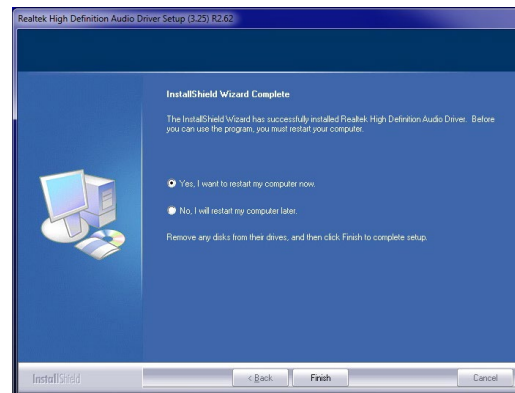 Realtek High Definition Audio Driver Setup (3.25) R2.62
InstallShield Wizard Complete
The InstallShield Wizard has successfully installed Realtek High Definition Audio Driver. Before
you can use the program, you must restart your computer.
Yes, I want to restart my computer now.
No, I will restart my computer later.
Remove any disks from their drives, and then click Finish to complete setup.
InstallShield
< Back
Finish
Cancel